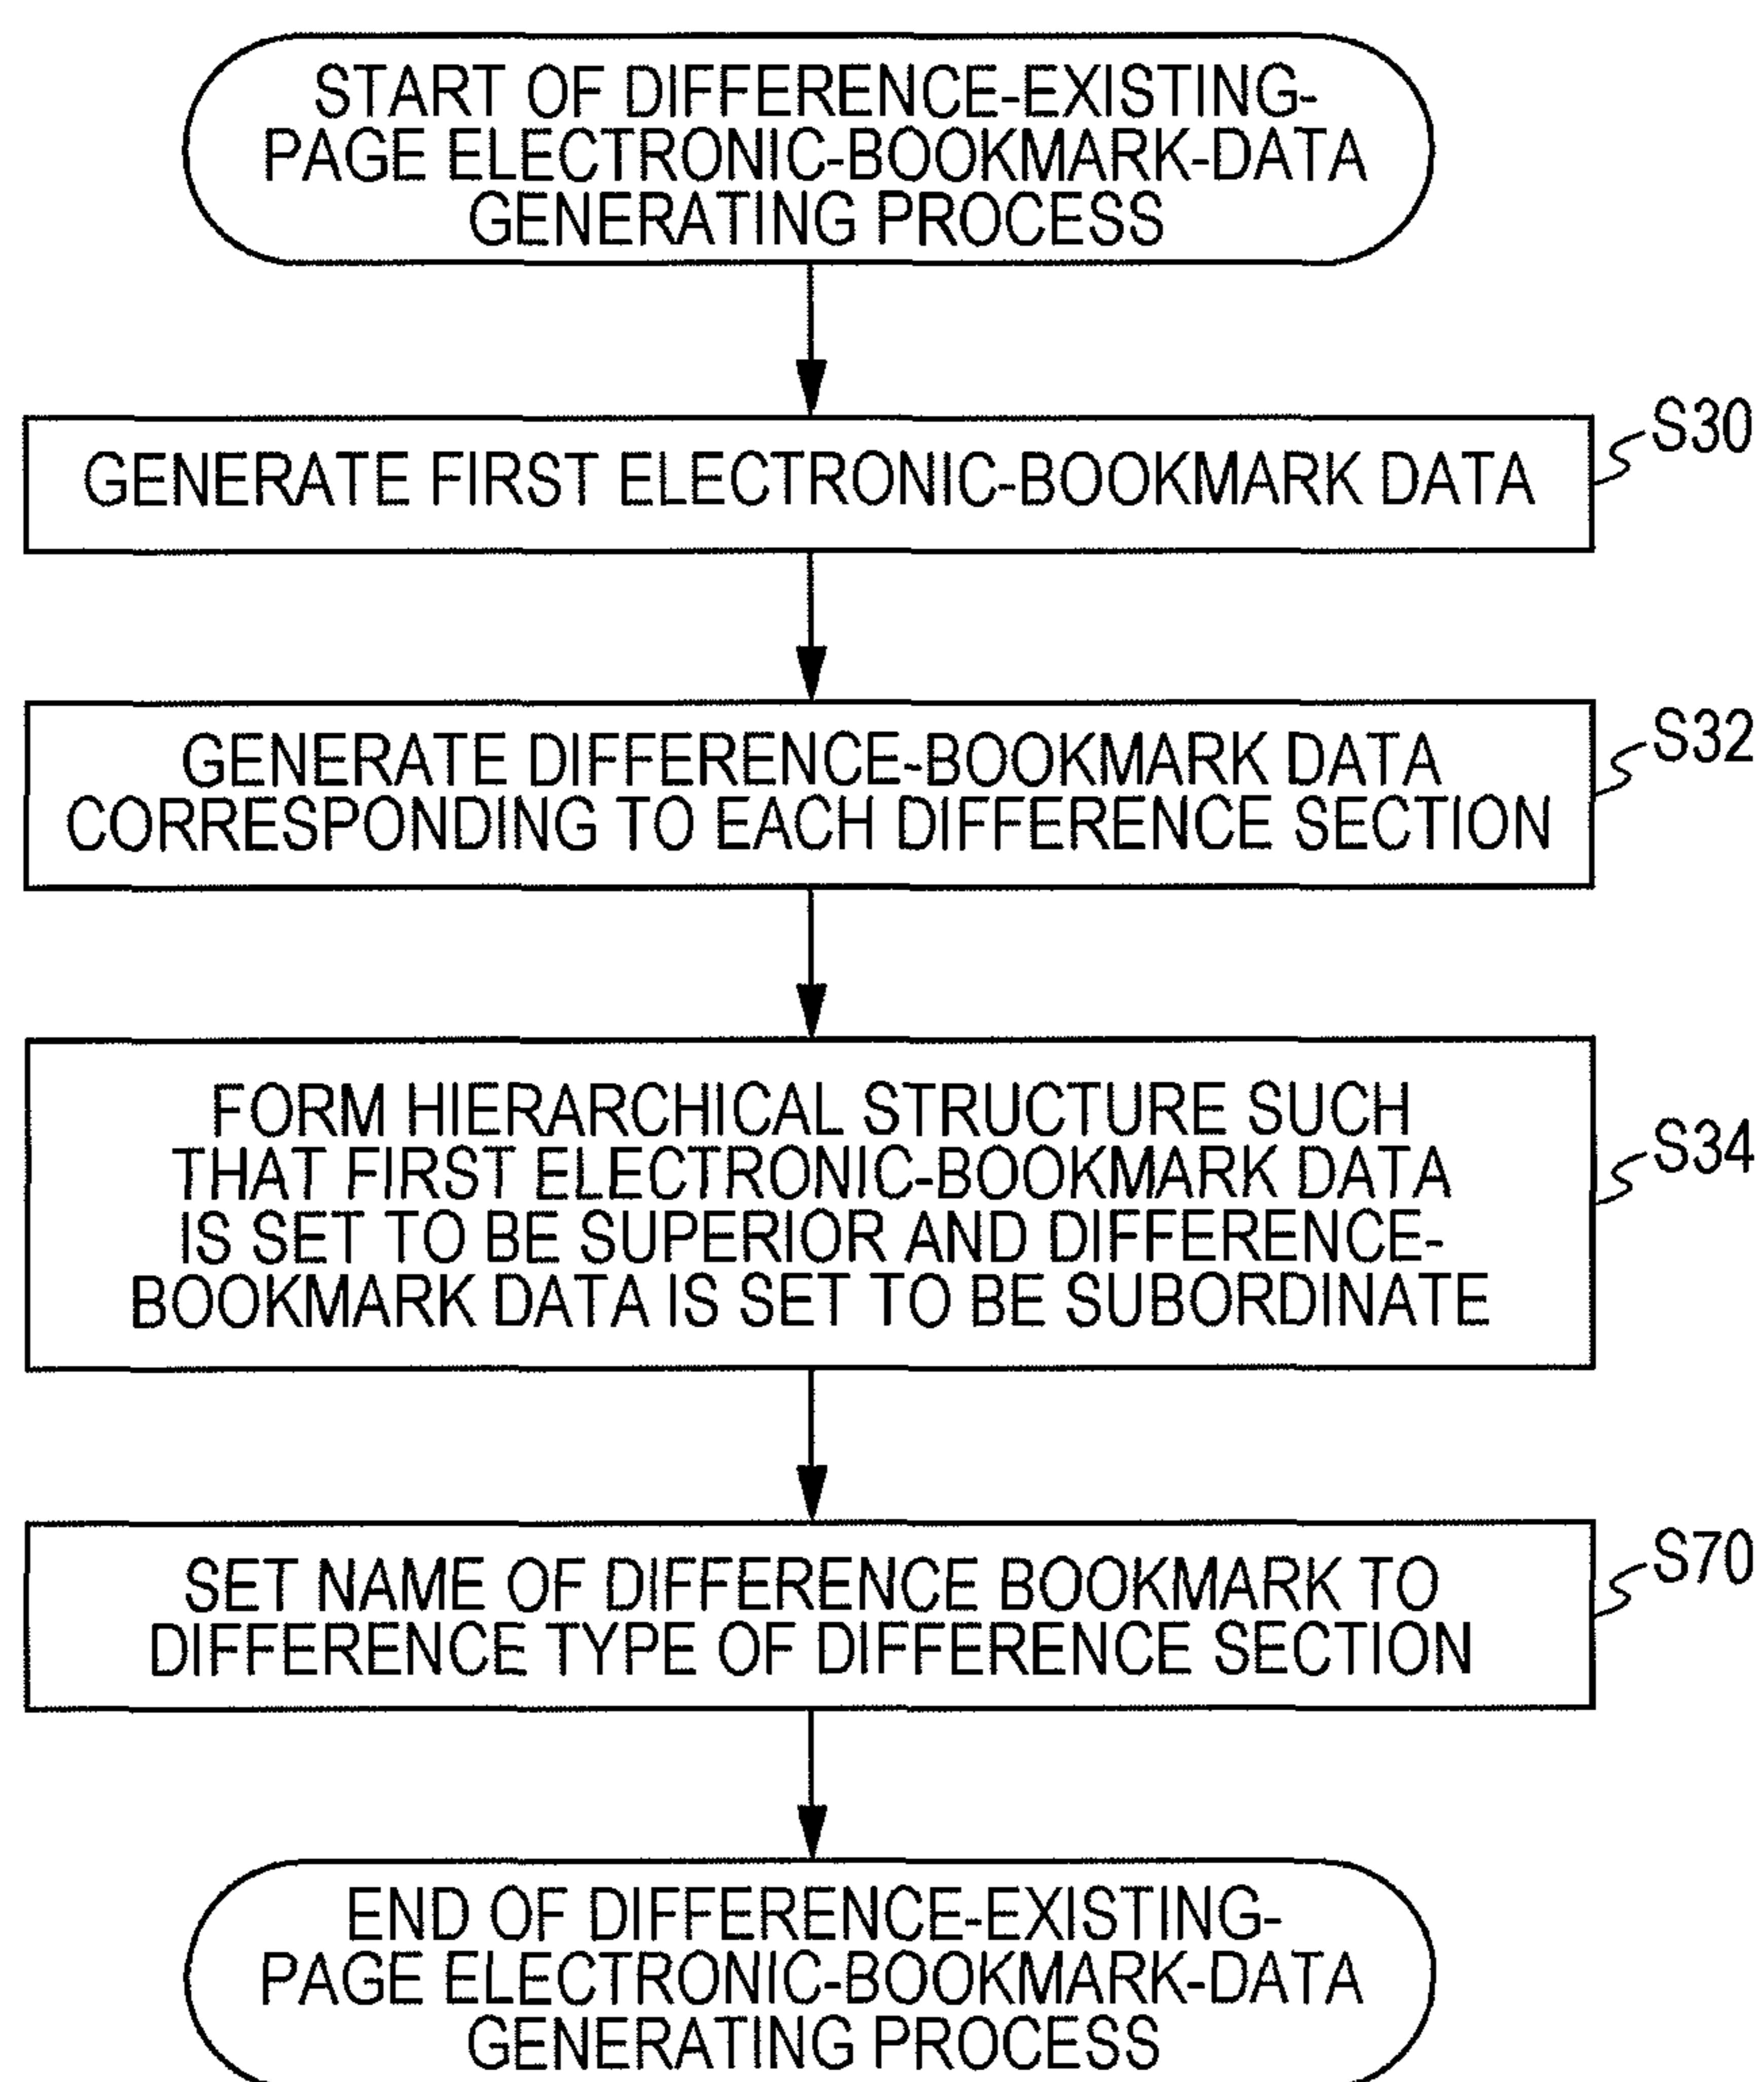 START OF DIFFERENCE-EXISTING-
PAGE ELECTRONIC-BOOKMARK-DATA
GENERATING PROCESS
S30
GENERATE FIRST ELECTRONIC-BOOKMARK DATA
S32
GENERATE DIFFERENCE-BOOKMARK DATA
CORRESPONDING TO EACH DIFFERENCE SECTION
S34
FORM HIERARCHICAL STRUCTURE SUCH
THAT FIRST ELECTRONIC-BOOKMARK DATA
IS SET TO BE SUPERIOR AND DIFFERENCE-
BOOKMARK DATA IS SET TO BE SUBORDINATE
S70
SET NAME OF DIFFERENCE BOOKMARK TO
DIFFERENCE TYPE OF DIFFERENCE SECTION
END OF DIFFERENCE-EXISTING-
PAGE ELECTRONIC-BOOKMARK-DATA
GENERATING PROCESS